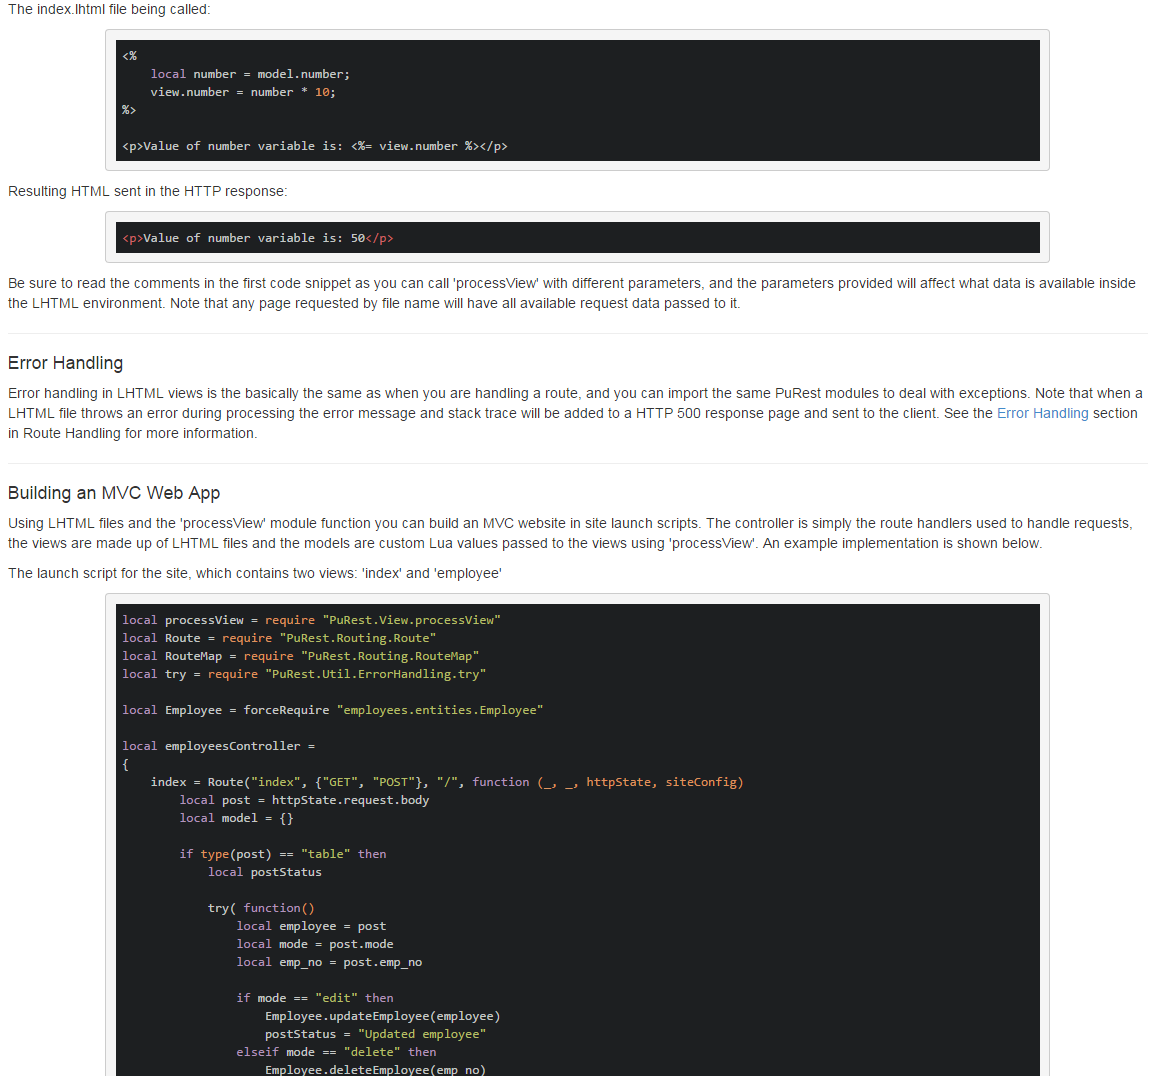 The index.lhtml file being called:
<%
    local number = model.number;
    view.number = number * 10;
%>
<p>Value of number variable is: <%= view.number %></p>
Resulting HTML sent in the HTTP response:
<p>Value of number variable is: 50</p>
Be sure to read the comments in the first code snippet as you can call 'processView' with different parameters, and the parameters provided will affect what data is available inside
the LHTML environment. Note that any page requested by file name will have all available request data passed to it.
Error Handling
Error handling in LHTML views is the basically the same as when you are handling a route, and you can import the same PuRest modules to deal with exceptions. Note that when a
LHTML file throws an error during processing the error message and stack trace will be added to a HTTP 500 response page and sent to the client. See the Error Handling section
in Route Handling for more information.
Building an MVC Web App
Using LHTML files and the 'processView' module function you can build an MVC website in site launch scripts. The controller is simply the route handlers used to handle requests,
the views are made up of LHTML files and the models are custom Lua values passed to the views using 'processView'. An example implementation is shown below.
The launch script for the site, which contains two views: 'index' and 'employee'
local processView = require "PuRest.View.processView"
local Route = require "PuRest.Routing.Route"
local RouteMap = require "PuRest.Routing.RouteMap"
local try = require "PuRest.Util.ErrorHandling.try"
local Employee = forceRequire "employees.entities.Employee"
local employeesController =
{
    index = Route("index", {"GET", "POST"}, "/", function (_, _, httpState, siteConfig)
        local post = httpState.request.body
        local model = {}
        if type(post) == "table" then
            local postStatus
            try( function()
                local employee = post
                local mode = post.mode
                local emp_no = post.emp_no
                if mode == "edit" then
                    Employee.updateEmployee(employee)
                    postStatus = "Updated employee"
                elseif mode == "delete" then
                    Employee.deleteEmployee(emp_no)